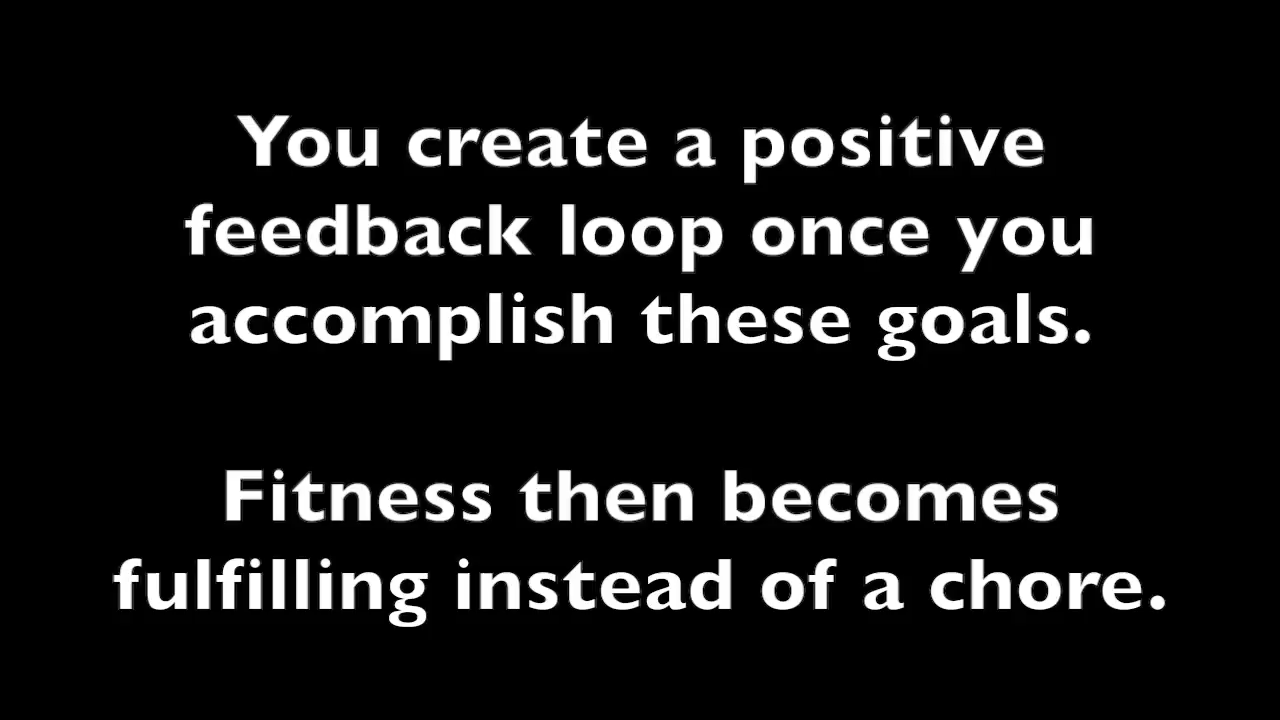 You create a positive
feedback loop once you
accomplish these goals.
Fitness then becomes
fulfilling instead of a chore.